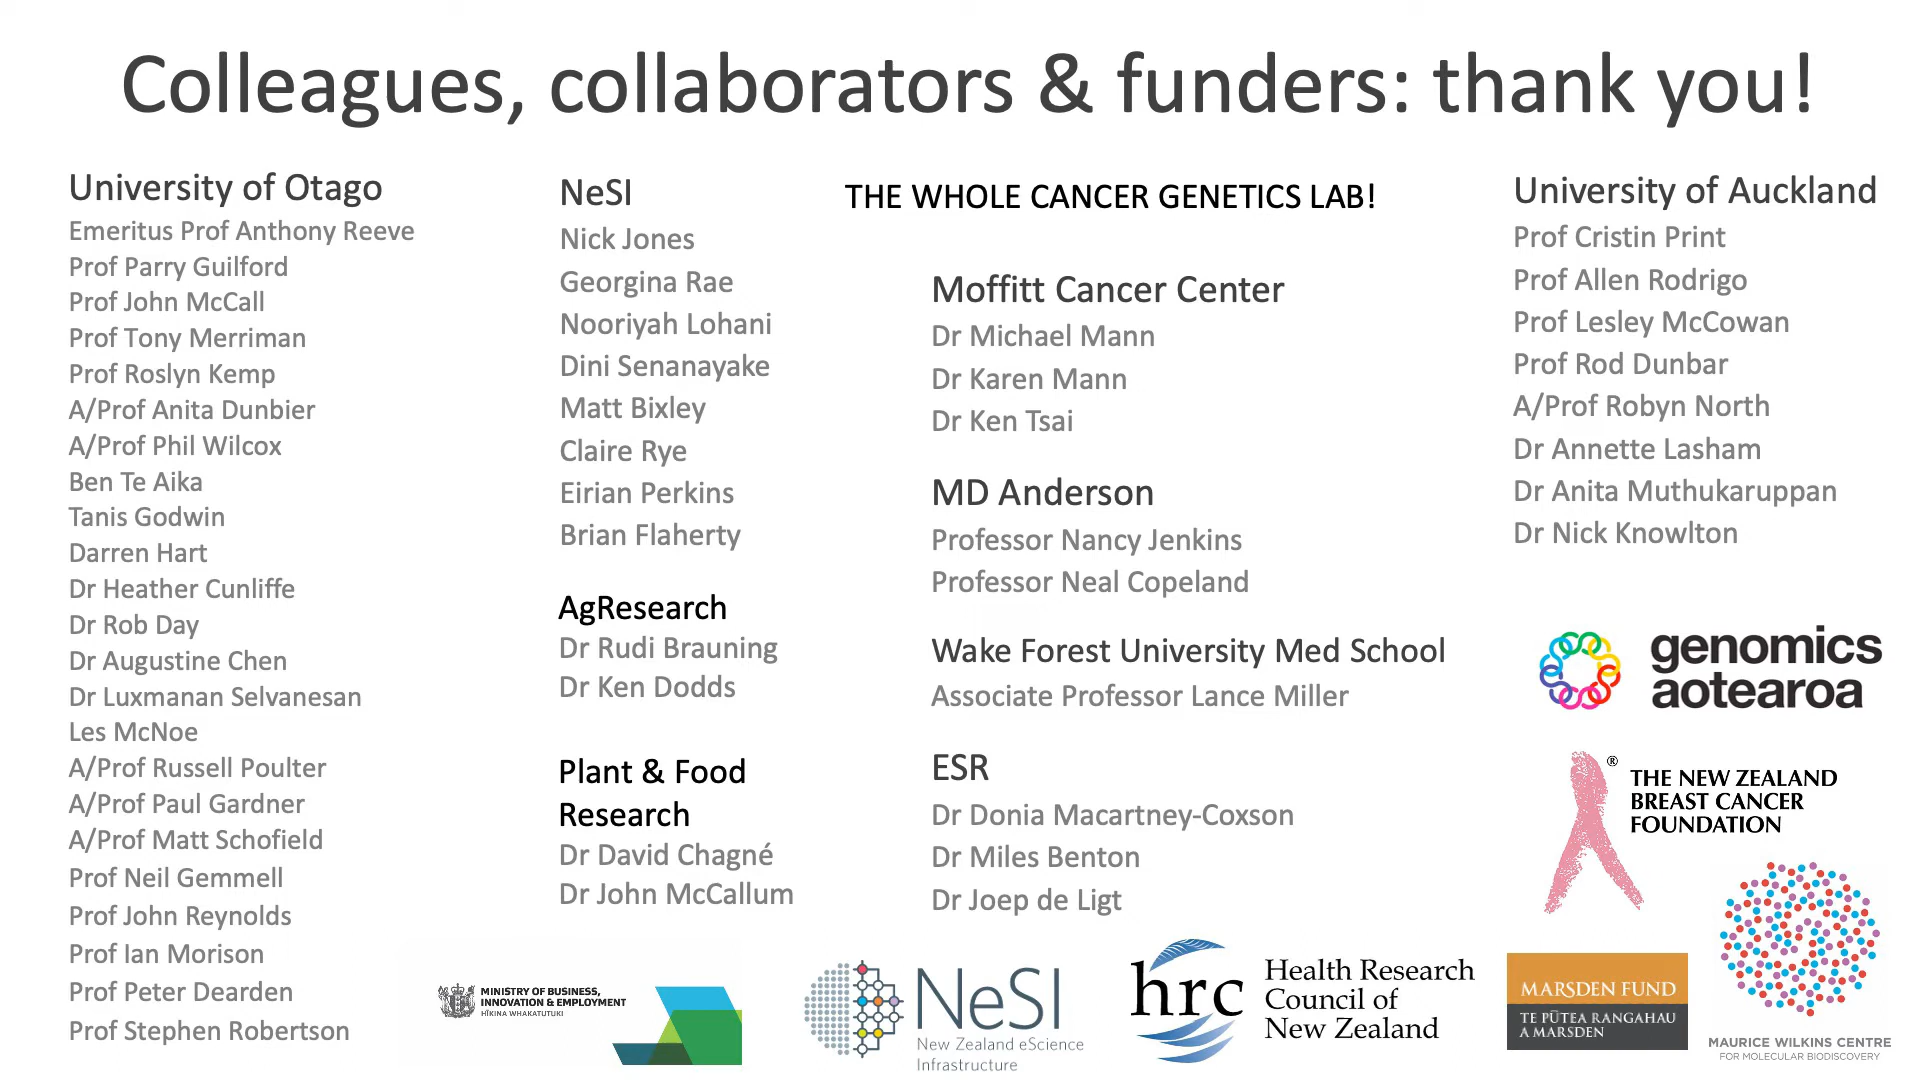 Colleagues, collaborators & funders: thank you!
University of Otago
Emeritus Prof Anthony Reeve
Prof Parry Guilford
Prof John McCall
Prof Tony Merriman
Prof Roslyn Kemp
A/Prof Anita Dunbier
A/Prof Phil Wilcox
Ben Te Aika
Tanis Godwin
Darren Hart
Dr Heather Cunliffe
Dr Rob Day
Dr Augustine Chen
Dr Luxmanan Selvanesan
Les McNoe
A/Prof Russell Poulter
A/Prof Paul Gardner
A/Prof Matt Schofield
Prof Neil Gemmell
Prof John Reynolds
Prof Ian Morison
Prof Peter Dearden
Prof Stephen Robertson
NeSI
Nick Jones
Georgina Rae
Nooriyah Lohani
Dini Senanayake
Matt Bixley
Claire Rye
Eirian Perkins
Brian Flaherty
AgResearch
Dr Rudi Brauning
Dr Ken Dodds
Plant & Food
Research
Dr David Chagné
Dr John McCallum
THE WHOLE CANCER GENETICS LAB!
Moffitt Cancer Center
Dr Michael Mann
Dr Karen Mann
Dr Ken Tsai
MD Anderson
Professor Nancy Jenkins
Professor Neal Copeland
Wake Forest University Med School
Associate Professor Lance Miller
ESR
Dr Donia Macartney-Coxson
Dr Miles Benton
Dr Joep de Ligt
University of Auckland
Prof Cristin Print
Prof Allen Rodrigo
Prof Lesley McCowan
Prof Rod Dunbar
A/Prof Robyn North
Dr Annette Lasham
Dr Anita Muthukaruppan
Dr Nick Knowlton
genomics
aotearoa
®
THE NEW ZEALAND
BREAST CANCER
FOUNDATION
MINISTRY OF BUSINESS,
INNOVATION & EMPLOYMENT
HĪKINA WHAKATUTUKI
NeSI
New Zealand eScience
Infrastructure
hrc
Health Research
Council of
New Zealand
MARSDEN FUND
TE PŪTEA RANGAHAU
A MARSDEN
MAURICE WILKINS CENTRE
FOR MOLECULAR BIODISCOVERY